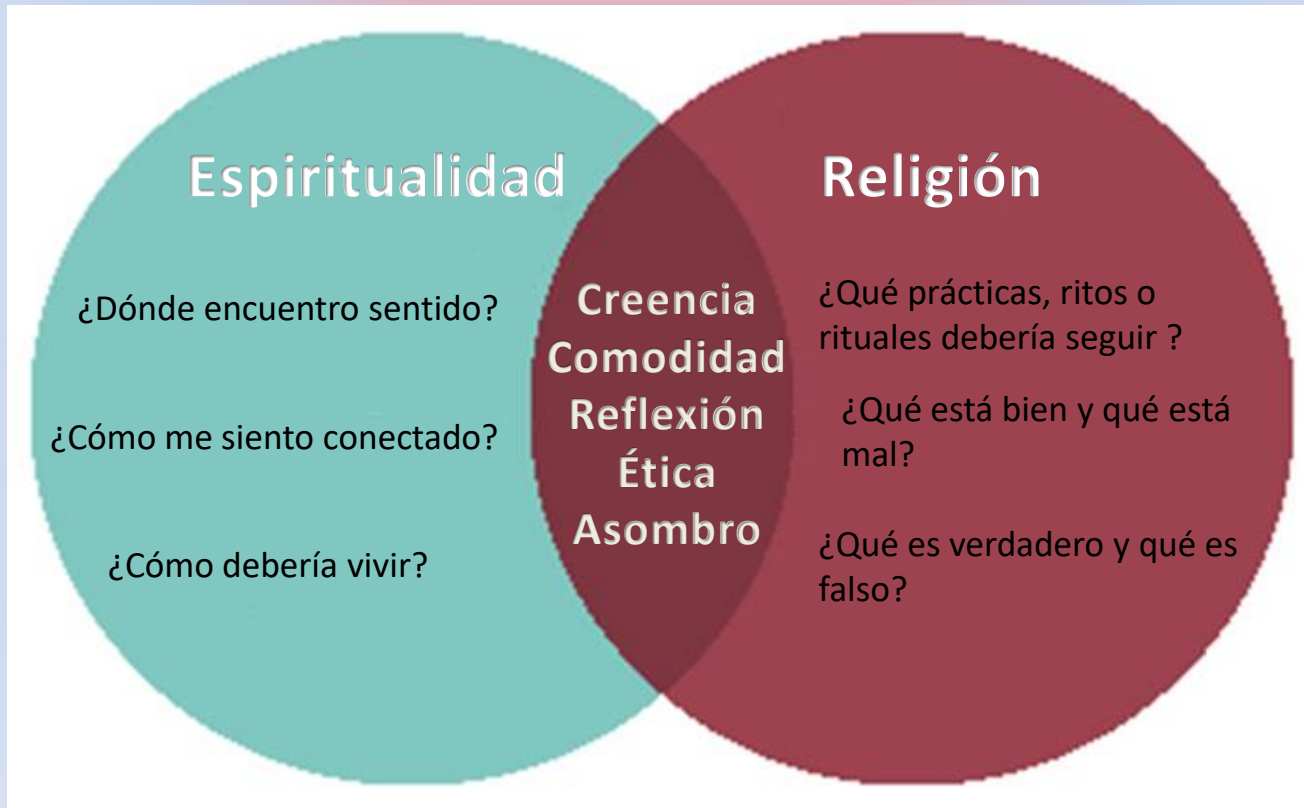 Espiritualidad
¿Dónde encuentro sentido?
¿Cómo me siento conectado?
¿Cómo debería vivir?
Creencia
Comodidad
Reflexión
Ética
Asombro
Religión
¿Qué prácticas, ritos o
rituales debería seguir ?
¿Qué está bien y qué está
mal?
¿Qué es verdadero y qué es
falso?